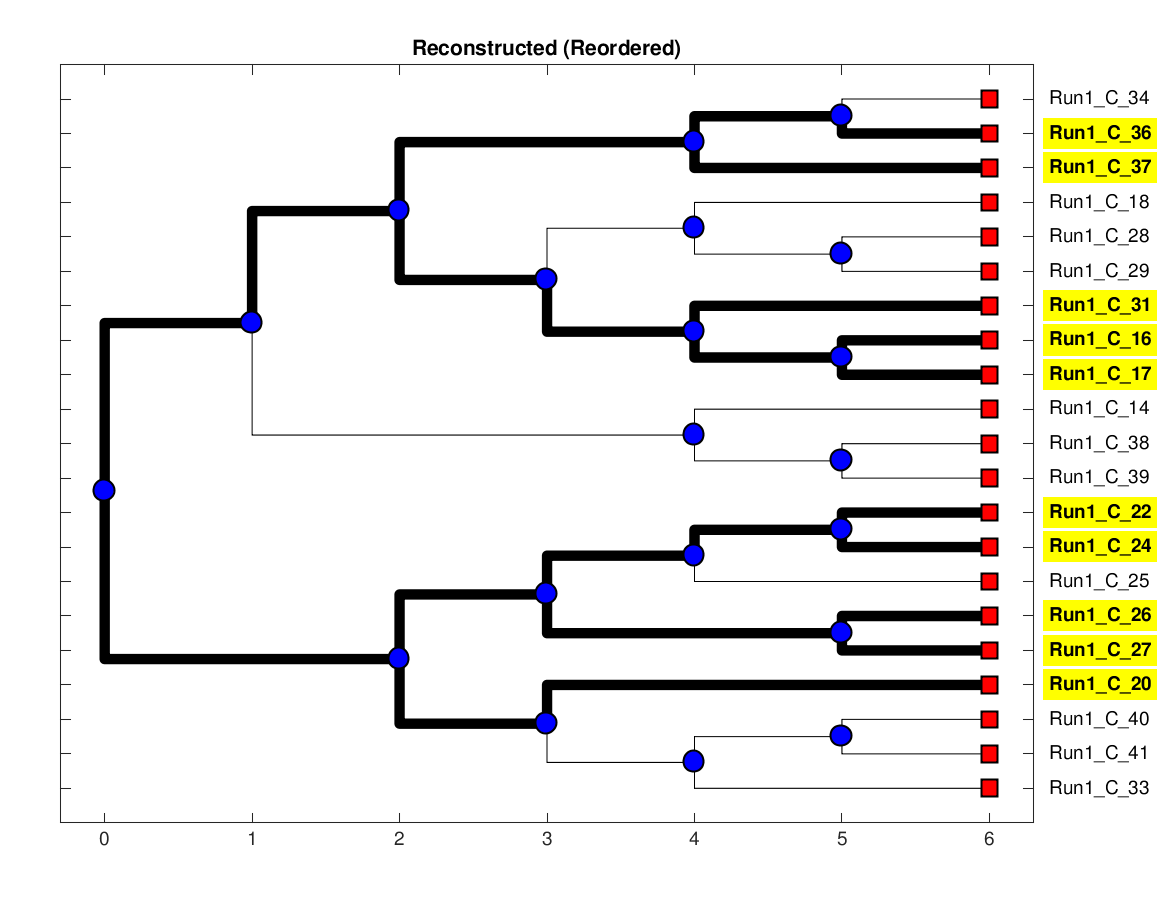 Reconstructed (Reordered)
Run1_C_34
Run1_C_36
Run1_C_37
Run1_C_18
Run1_C_28
Run1_C_29
Run1_C_31
Run1_C_16
Run1_C_17
Run1_C_14
Run1_C_38
Run1_C_39
Run1_C_22
Run1_C_24
Run1_C_25
Run1_C_26
Run1_C_27
Run1_C_20
Run1_C_40
Run1_C_41
Run1_C_33
0 1 2 3 4 5 6